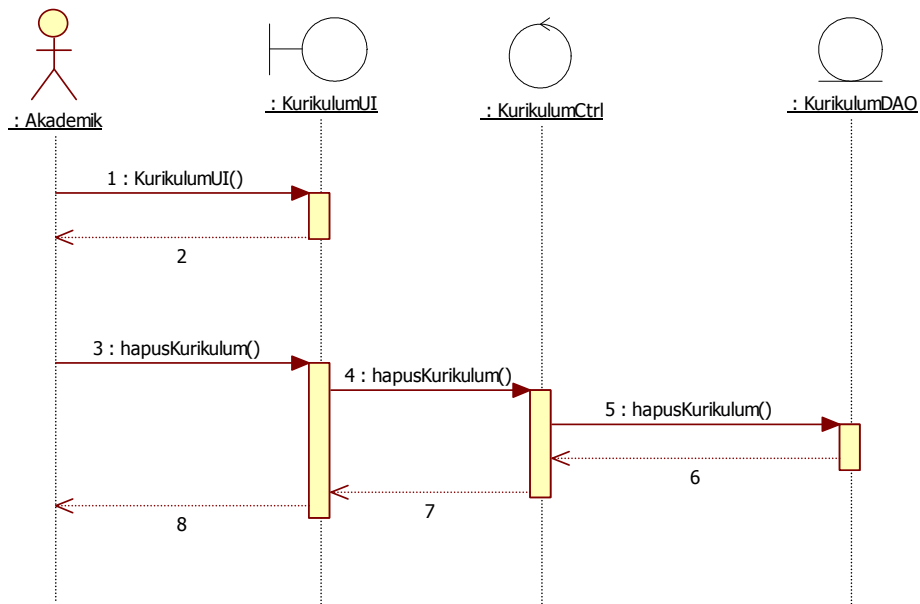 : Akademik
: KurikulumUI
: KurikulumCtrl
: KurikulumDAO
1 : KurikulumUI()
2
3 : hapusKurikulum()
4 : hapusKurikulum()
5 : hapusKurikulum()
6
7
8